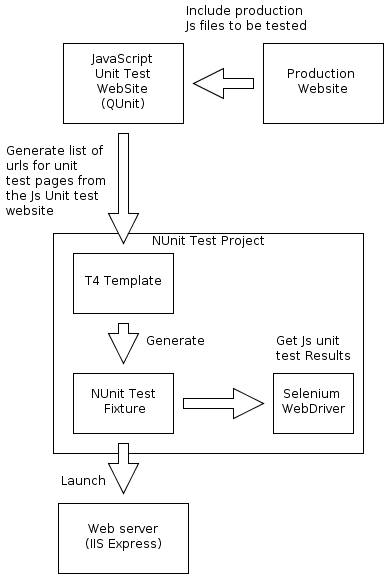 Include production
Js files to be tested
JavaScript
Unit Test
WebSite
(QUnit)
Production
Website
Generate list of
urls for unit
test pages from
the Js Unit test
website
NUnit Test Project
T4 Template
Generate
Get Js unit
test Results
NUnit Test
Fixture
Selenium
WebDriver
Launch
Web server
(IIS Express)